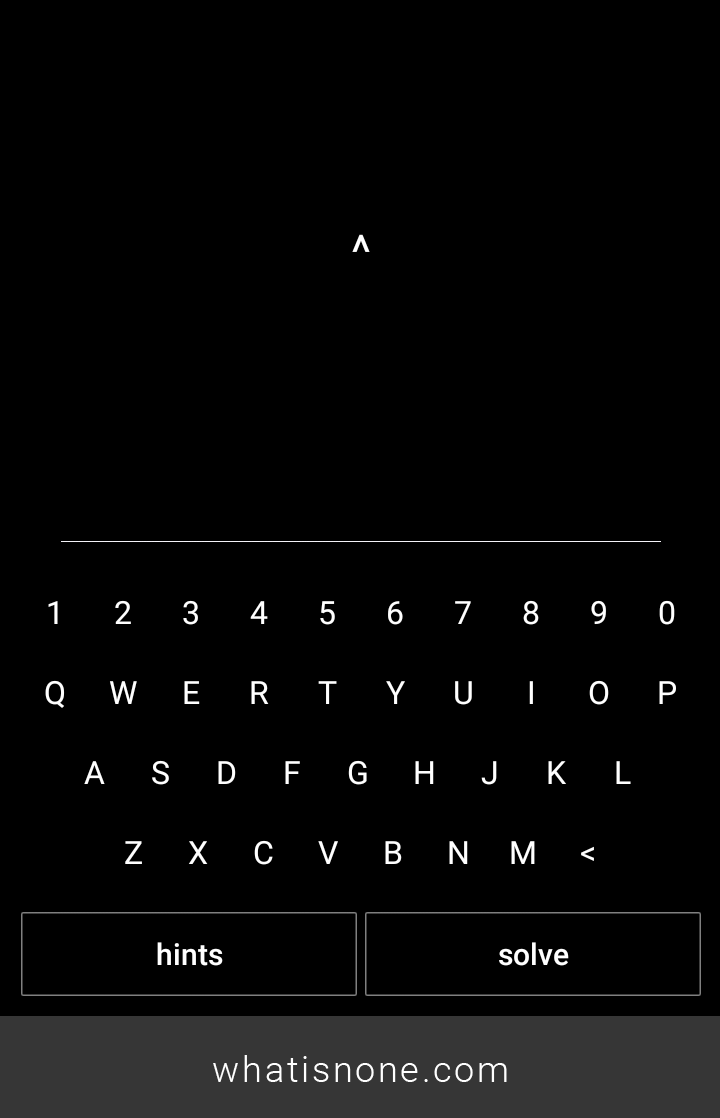 ^
1 2 3 4 5 6 7 8 9 0
Q W E R T Y U I O P
A S D F G H J K L
Z X C V B N M <
hints solve
whatisnone.com